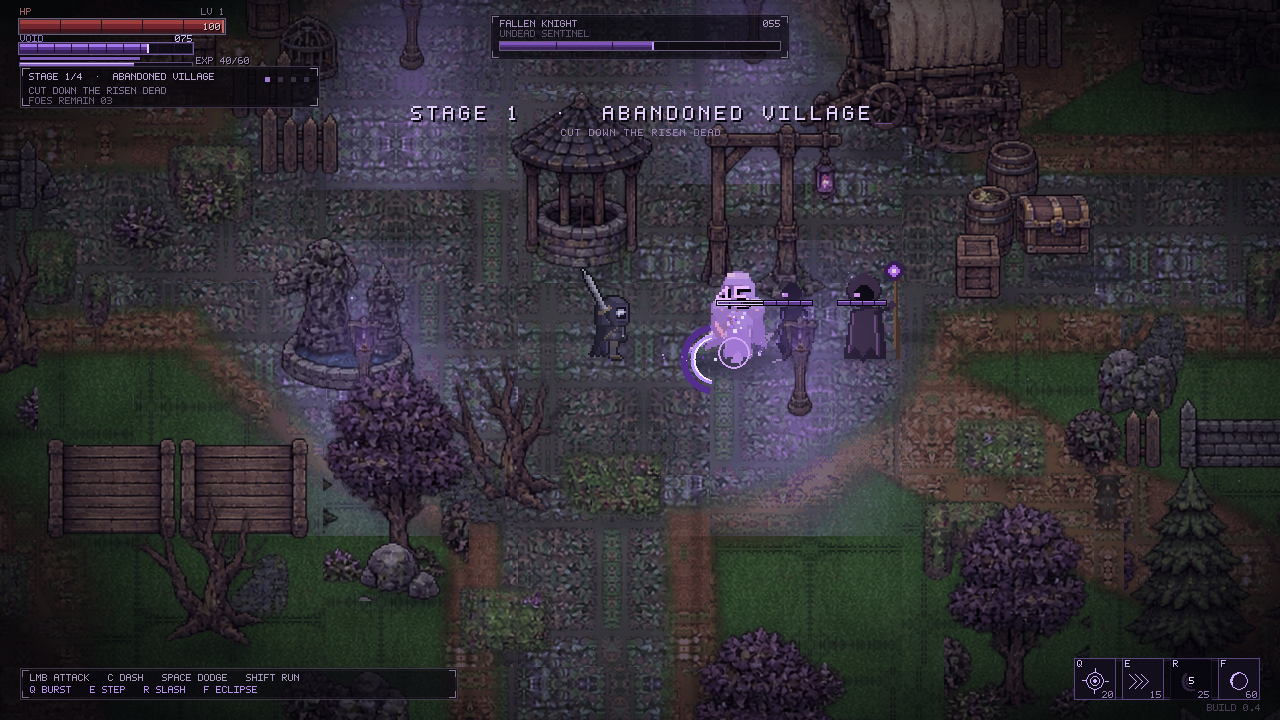 HP LV 1
100
VOID 075
EXP 40/60
STAGE 1/4 · ABANDONED VILLAGE
CUT DOWN THE RISEN DEAD
FOES REMAIN 03
FALLEN KNIGHT 055
UNDEAD SENTINEL
STAGE 1 · ABANDONED VILLAGE
CUT DOWN THE RISEN DEAD
LMB ATTACK C DASH SPACE DODGE SHIFT RUN
Q BURST E STEP R SLASH F ECLIPSE
Q E R F
5
20 15 25 60
BUILD 0.4